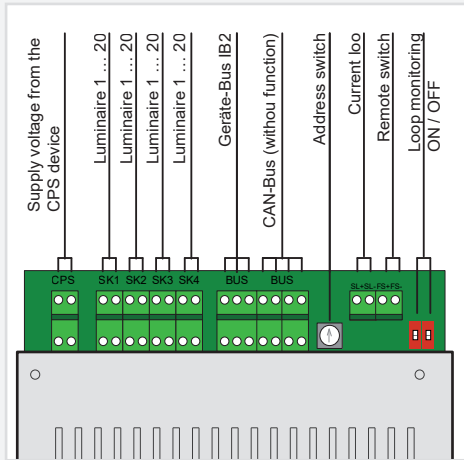 Supply voltage from the
CPS device
Luminaire 1 ... 20
Luminaire 1 ... 20
Luminaire 1 ... 20
Luminaire 1 ... 20
Geräte-Bus IB2
CAN-Bus (withou function)
Address switch
Current loo
Remote switch
Loop monitoring
ON / OFF
CPS SK1 SK2 SK3 SK4 BUS BUS
SL+SL-FS+FS-